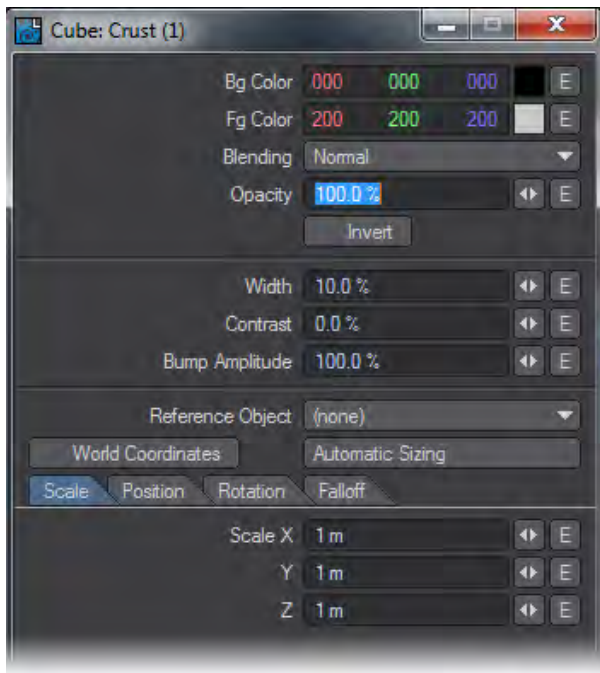 Cube: Crust (1)
Bg Color 000 000 000 E
Fg Color 200 200 200 E
Blending Normal
Opacity 100.0 % E
Invert
Width 10.0 % E
Contrast 0.0 % E
Bump Amplitude 100.0 % E
Reference Object (none)
World Coordinates Automatic Sizing
Scale Position Rotation Falloff
Scale X 1 m E
Y 1 m E
Z 1 m E